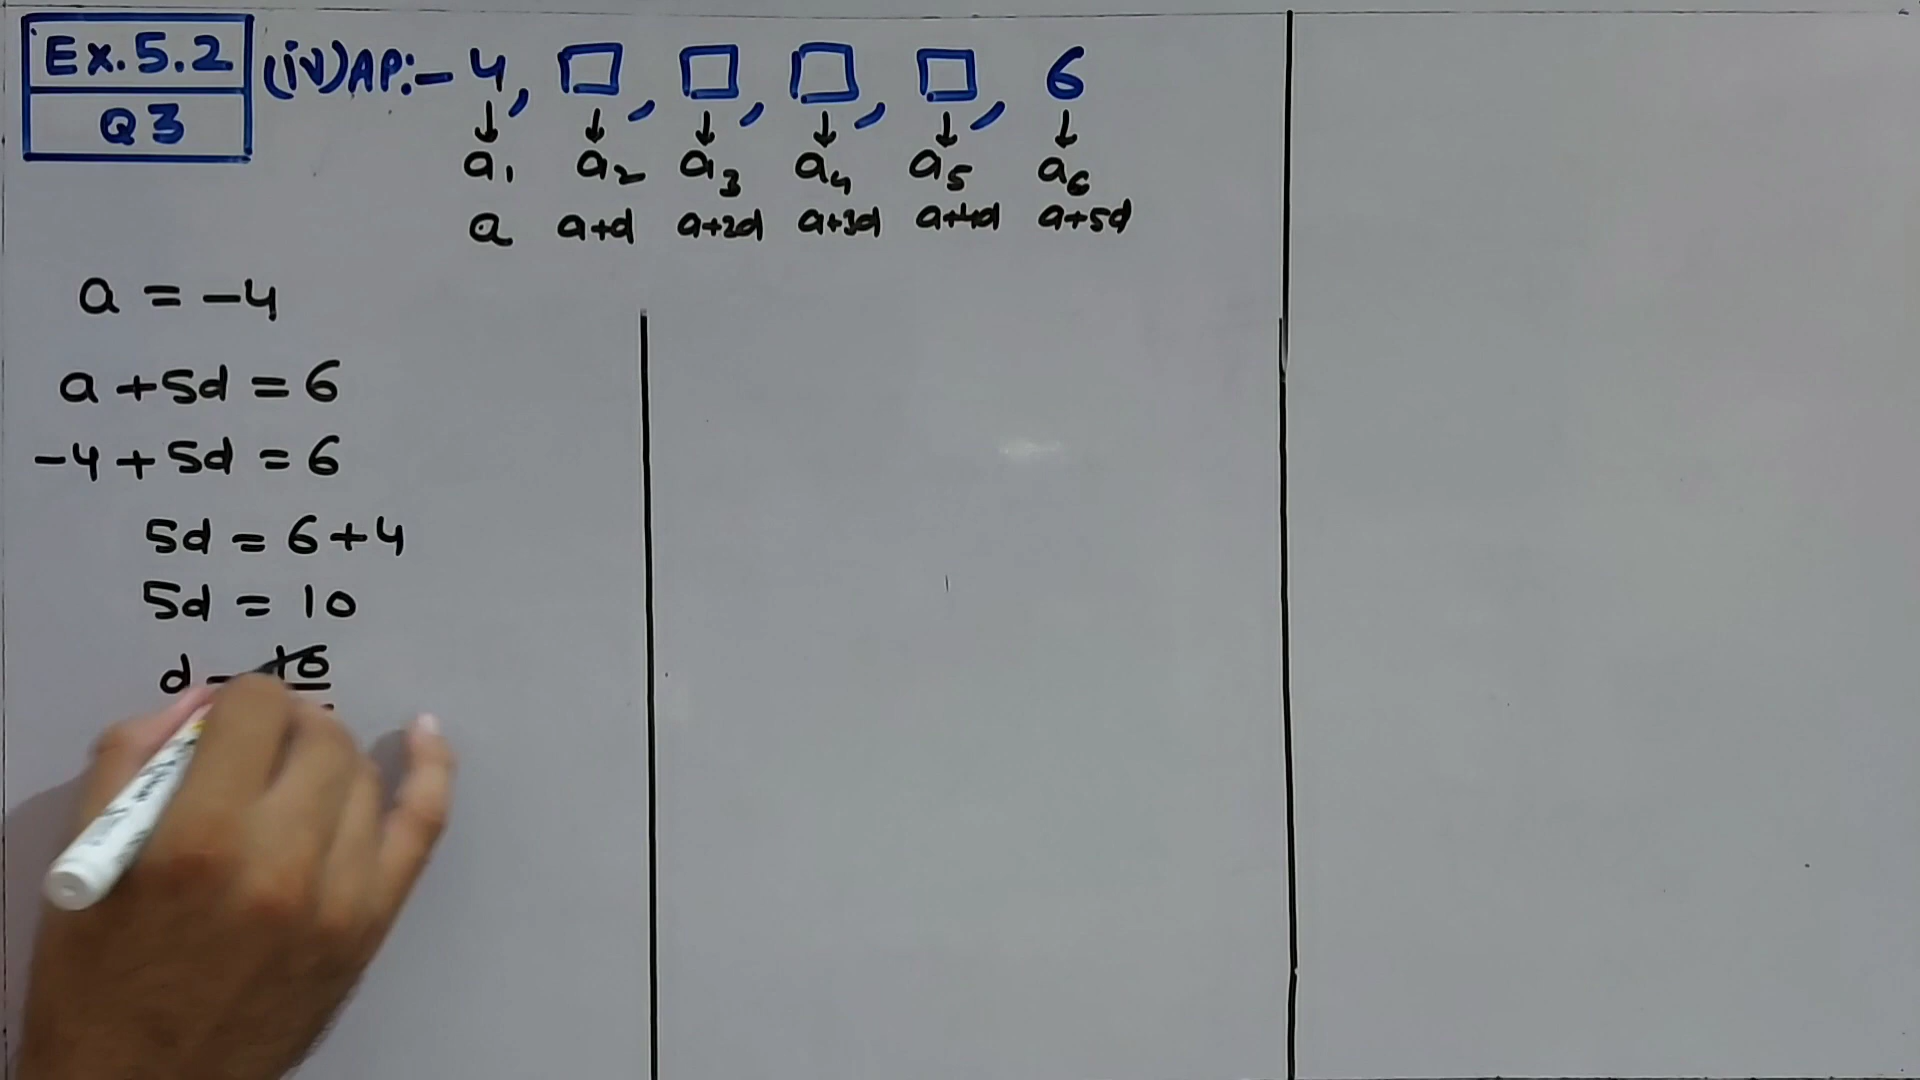 Ex. 5.2
Q3
(iv) AP:- -4, □, □, □, □, 6
↓ ↓ ↓ ↓ ↓ ↓
a₁ a₂ a₃ a₄ a₅ a₆
a a+d a+2d a+3d a+4d a+5d
a = -4
a + 5d = 6
-4 + 5d = 6
5d = 6 + 4
5d = 10
d = 10